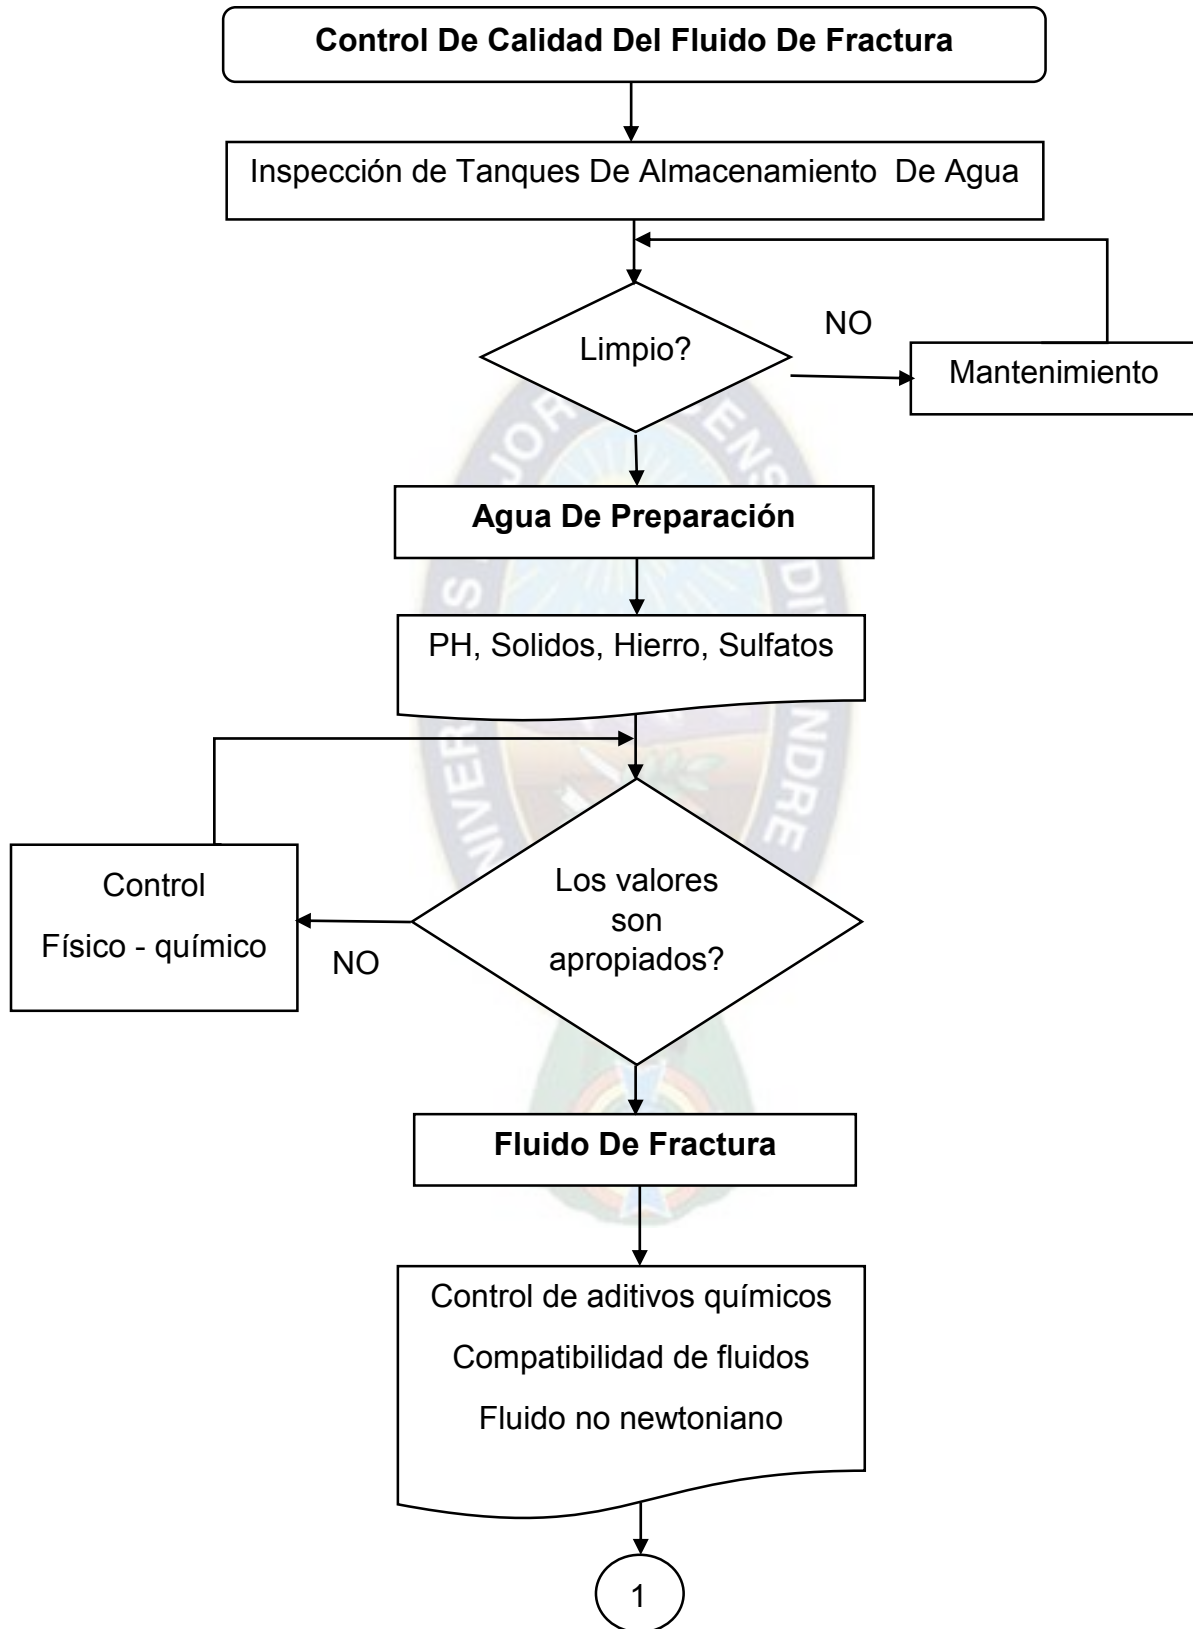 Control De Calidad Del Fluido De Fractura
Inspección de Tanques De Almacenamiento De Agua
Limpio?
NO
Mantenimiento
Agua De Preparación
PH, Solidos, Hierro, Sulfatos
Los valores
son
apropiados?
Control
Físico - químico
NO
Fluido De Fractura
Control de aditivos químicos
Compatibilidad de fluidos
Fluido no newtoniano
1